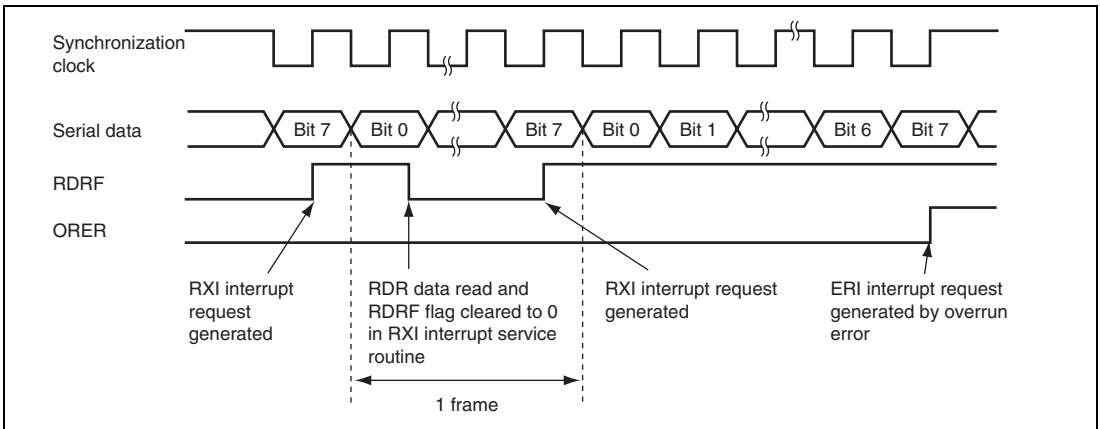 Synchronization
clock
Serial data
Bit 7
Bit 0
Bit 7
Bit 0
Bit 1
Bit 6
Bit 7
RDRF
ORER
RXI interrupt
request
generated
RDR data read and
RDRF flag cleared to 0
in RXI interrupt service
routine
RXI interrupt request
generated
ERI interrupt request
generated by overrun
error
1 frame